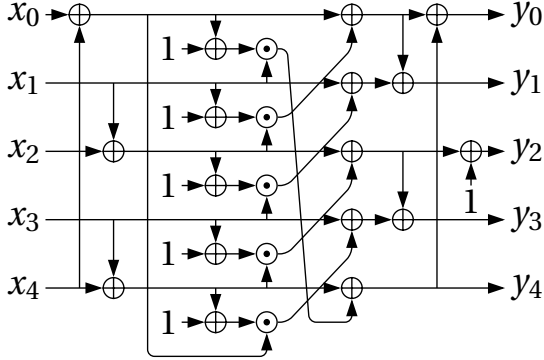 x₀ y₀
1
x₁ y₁
1
x₂ y₂
1 1
x₃ y₃
1
x₄ y₄
1